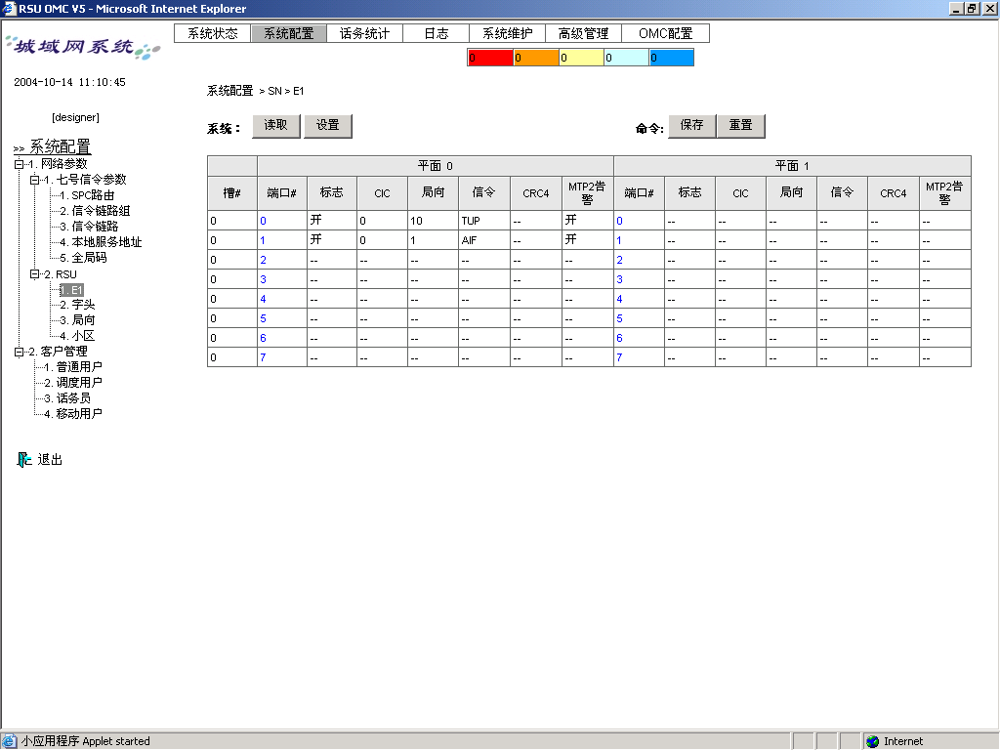 RSU OMC V5 - Microsoft Internet Explorer
城域网系统
系统状态 系统配置 话务统计 日志 系统维护 高级管理 OMC配置
0 0 0 0 0
2004-10-14 11:10:45
系统配置 > SN > E1
[designer]
系统： 读取 设置 命令: 保存 重置
>> 系统配置
1. 网络参数
1. 七号信令参数
1. SPC路由
2. 信令链路组
3. 信令链路
4. 本地服务地址
5. 全局码
2. RSU
1. E1
2. 字头
3. 局向
4. 小区
2. 客户管理
1. 普通用户
2. 调度用户
3. 话务员
4. 移动用户
退出
平面 0 平面 1
槽# 端口# 标志 CIC 局向 信令 CRC4 MTP2告警 端口# 标志 CIC 局向 信令 CRC4 MTP2告警
0 0 开 0 10 TUP -- 开 0 -- -- -- -- -- --
0 1 开 0 1 AIF -- 开 1 -- -- -- -- -- --
0 2 -- -- -- -- -- -- 2 -- -- -- -- -- --
0 3 -- -- -- -- -- -- 3 -- -- -- -- -- --
0 4 -- -- -- -- -- -- 4 -- -- -- -- -- --
0 5 -- -- -- -- -- -- 5 -- -- -- -- -- --
0 6 -- -- -- -- -- -- 6 -- -- -- -- -- --
0 7 -- -- -- -- -- -- 7 -- -- -- -- -- --
小应用程序 Applet started Internet